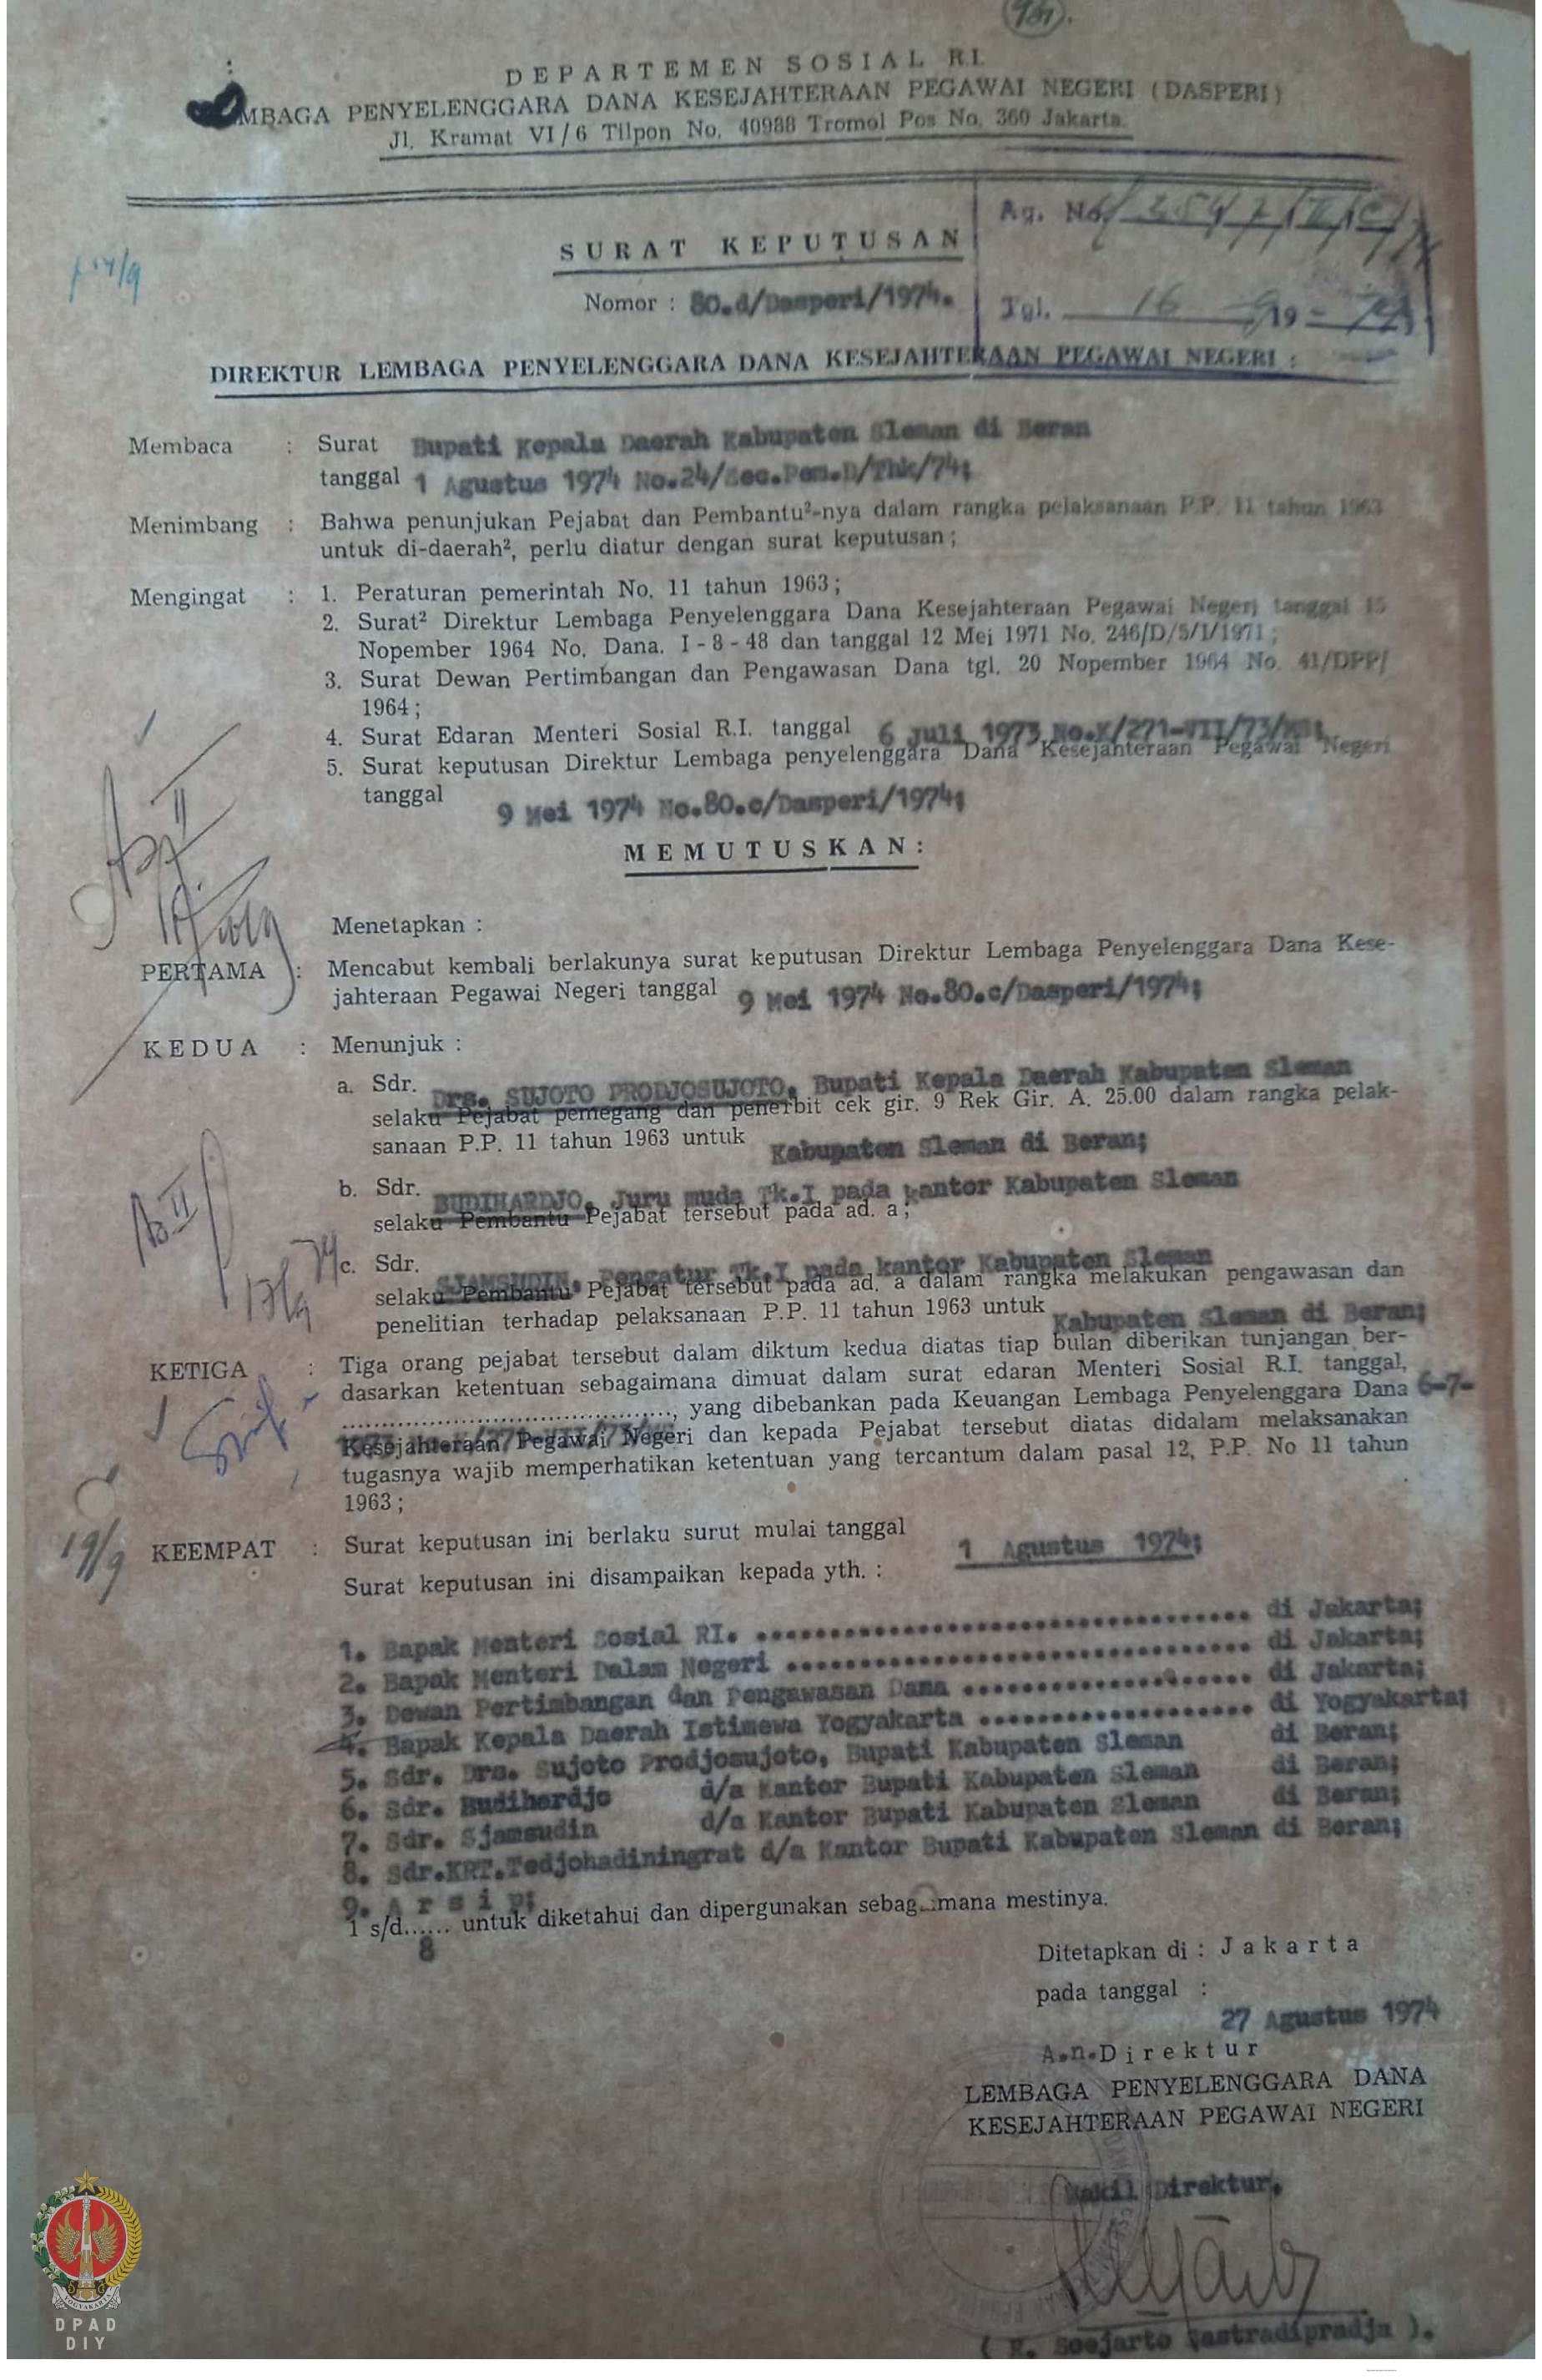 DEPARTEMEN SOSIAL R.I.
MBAGA PENYELENGGARA DANA KESEJAHTERAAN PEGAWAI NEGERI (DASPERI)
Jl. Kramat VI/6 Tilpon No. 40988 Tromol Pos No. 360 Jakarta.
Ag. No.
SURAT KEPUTUSAN
Nomor : 80.d/Dasperi/1974.
Tgl. 16 - 9 19 - 74
DIREKTUR LEMBAGA PENYELENGGARA DANA KESEJAHTERAAN PEGAWAI NEGERI :
Membaca : Surat Bupati Kepala Daerah Kabupaten Sleman di Beran
tanggal 1 Agustus 1974 No.24/Sec.Pem.D/Thk/74;
Menimbang : Bahwa penunjukan Pejabat dan Pembantu²-nya dalam rangka pelaksanaan P.P. 11 tahun 1963
untuk di-daerah², perlu diatur dengan surat keputusan ;
Mengingat : 1. Peraturan pemerintah No. 11 tahun 1963 ;
2. Surat² Direktur Lembaga Penyelenggara Dana Kesejahteraan Pegawai Negeri tanggal 15
Nopember 1964 No. Dana. I - 8 - 48 dan tanggal 12 Mei 1971 No. 246/D/5/I/1971 ;
3. Surat Dewan Pertimbangan dan Pengawasan Dana tgl. 20 Nopember 1964 No. 41/DPP/
1964 ;
4. Surat Edaran Menteri Sosial R.I. tanggal 6 Juli 1973 No.K/271-VII/73/MS;
5. Surat keputusan Direktur Lembaga penyelenggara Dana Kesejahteraan Pegawai Negeri
tanggal 9 Mei 1974 No.80.c/Dasperi/1974;
MEMUTUSKAN :
Menetapkan :
PERTAMA : Mencabut kembali berlakunya surat keputusan Direktur Lembaga Penyelenggara Dana Kese-
jahteraan Pegawai Negeri tanggal 9 Mei 1974 No.80.c/Dasperi/1974;
KEDUA : Menunjuk :
a. Sdr. Drs. SUJOTO PRODJOSUJOTO, Bupati Kepala Daerah Kabupaten Sleman
selaku Pejabat pemegang dan penerbit cek gir. 9 Rek Gir. A. 25.00 dalam rangka pelak-
sanaan P.P. 11 tahun 1963 untuk Kabupaten Sleman di Beran;
b. Sdr. BUDIHARDJO, Juru muda Tk.I pada kantor Kabupaten Sleman
selaku Pembantu Pejabat tersebut pada ad. a ;
c. Sdr. SJAMSUDIN, Pengatur Tk.I pada kantor Kabupaten Sleman
selaku Pembantu Pejabat tersebut pada ad. a dalam rangka melakukan pengawasan dan
penelitian terhadap pelaksanaan P.P. 11 tahun 1963 untuk Kabupaten Sleman di Beran;
KETIGA : Tiga orang pejabat tersebut dalam diktum kedua diatas tiap bulan diberikan tunjangan ber-
dasarkan ketentuan sebagaimana dimuat dalam surat edaran Menteri Sosial R.I. tanggal, 6-7-
......................................, yang dibebankan pada Keuangan Lembaga Penyelenggara Dana
Kesejahteraan Pegawai Negeri dan kepada Pejabat tersebut diatas didalam melaksanakan
tugasnya wajib memperhatikan ketentuan yang tercantum dalam pasal 12, P.P. No 11 tahun
1963 ;
KEEMPAT : Surat keputusan ini berlaku surut mulai tanggal 1 Agustus 1974;
19/9
Surat keputusan ini disampaikan kepada yth. :
1. Bapak Menteri Sosial RI. .................................. di Jakarta;
2. Bapak Menteri Dalam Negeri ................................ di Jakarta;
3. Dewan Pertimbangan dan Pengawasan Dana .................... di Jakarta;
4. Bapak Kepala Daerah Istimewa Yogyakarta ................... di Yogyakarta;
5. Sdr. Drs. Sujoto Prodjosujoto, Bupati Kabupaten Sleman di Beran;
6. Sdr. Budihardjo d/a Kantor Bupati Kabupaten Sleman di Beran;
7. Sdr. Sjamsudin d/a Kantor Bupati Kabupaten Sleman di Beran;
8. Sdr.KRT.Tedjohadiningrat d/a Kantor Bupati Kabupaten Sleman di Beran;
9. A r s i p;
1 s/d...... untuk diketahui dan dipergunakan sebagaimana mestinya.
8
Ditetapkan di : Jakarta
pada tanggal :
27 Agustus 1974
A.n.Direktur
LEMBAGA PENYELENGGARA DANA
KESEJAHTERAAN PEGAWAI NEGERI
Wakil Direktur,
( R. Soejarto Sastradipradja ).
YOGYAKARTA
DPAD
DIY